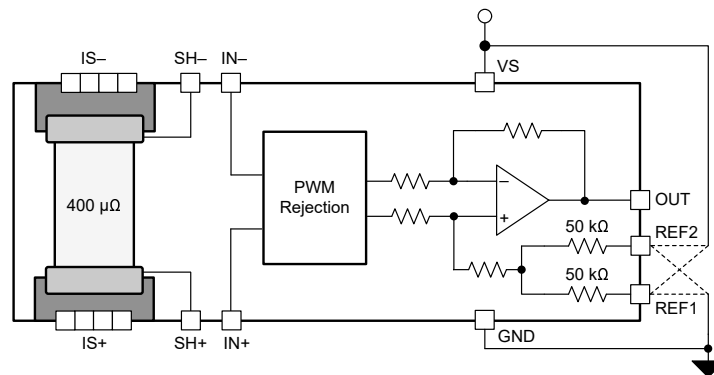 IS–
SH–
IN–
VS
400 μΩ
PWM
Rejection
–
+
OUT
50 kΩ
REF2
50 kΩ
REF1
GND
IS+
SH+
IN+